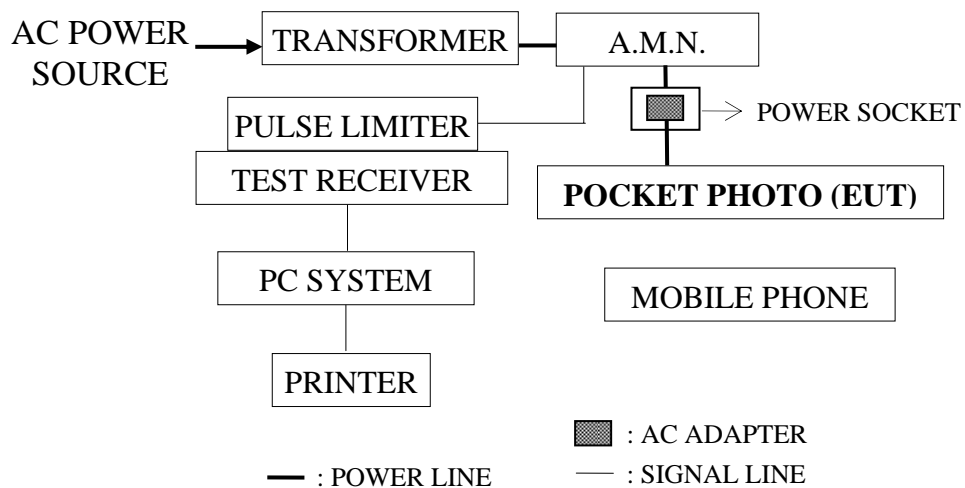 AC POWER
SOURCE
TRANSFORMER
A.M.N.
POWER SOCKET
PULSE LIMITER
TEST RECEIVER
POCKET PHOTO (EUT)
PC SYSTEM
MOBILE PHONE
PRINTER
: AC ADAPTER
: POWER LINE
: SIGNAL LINE